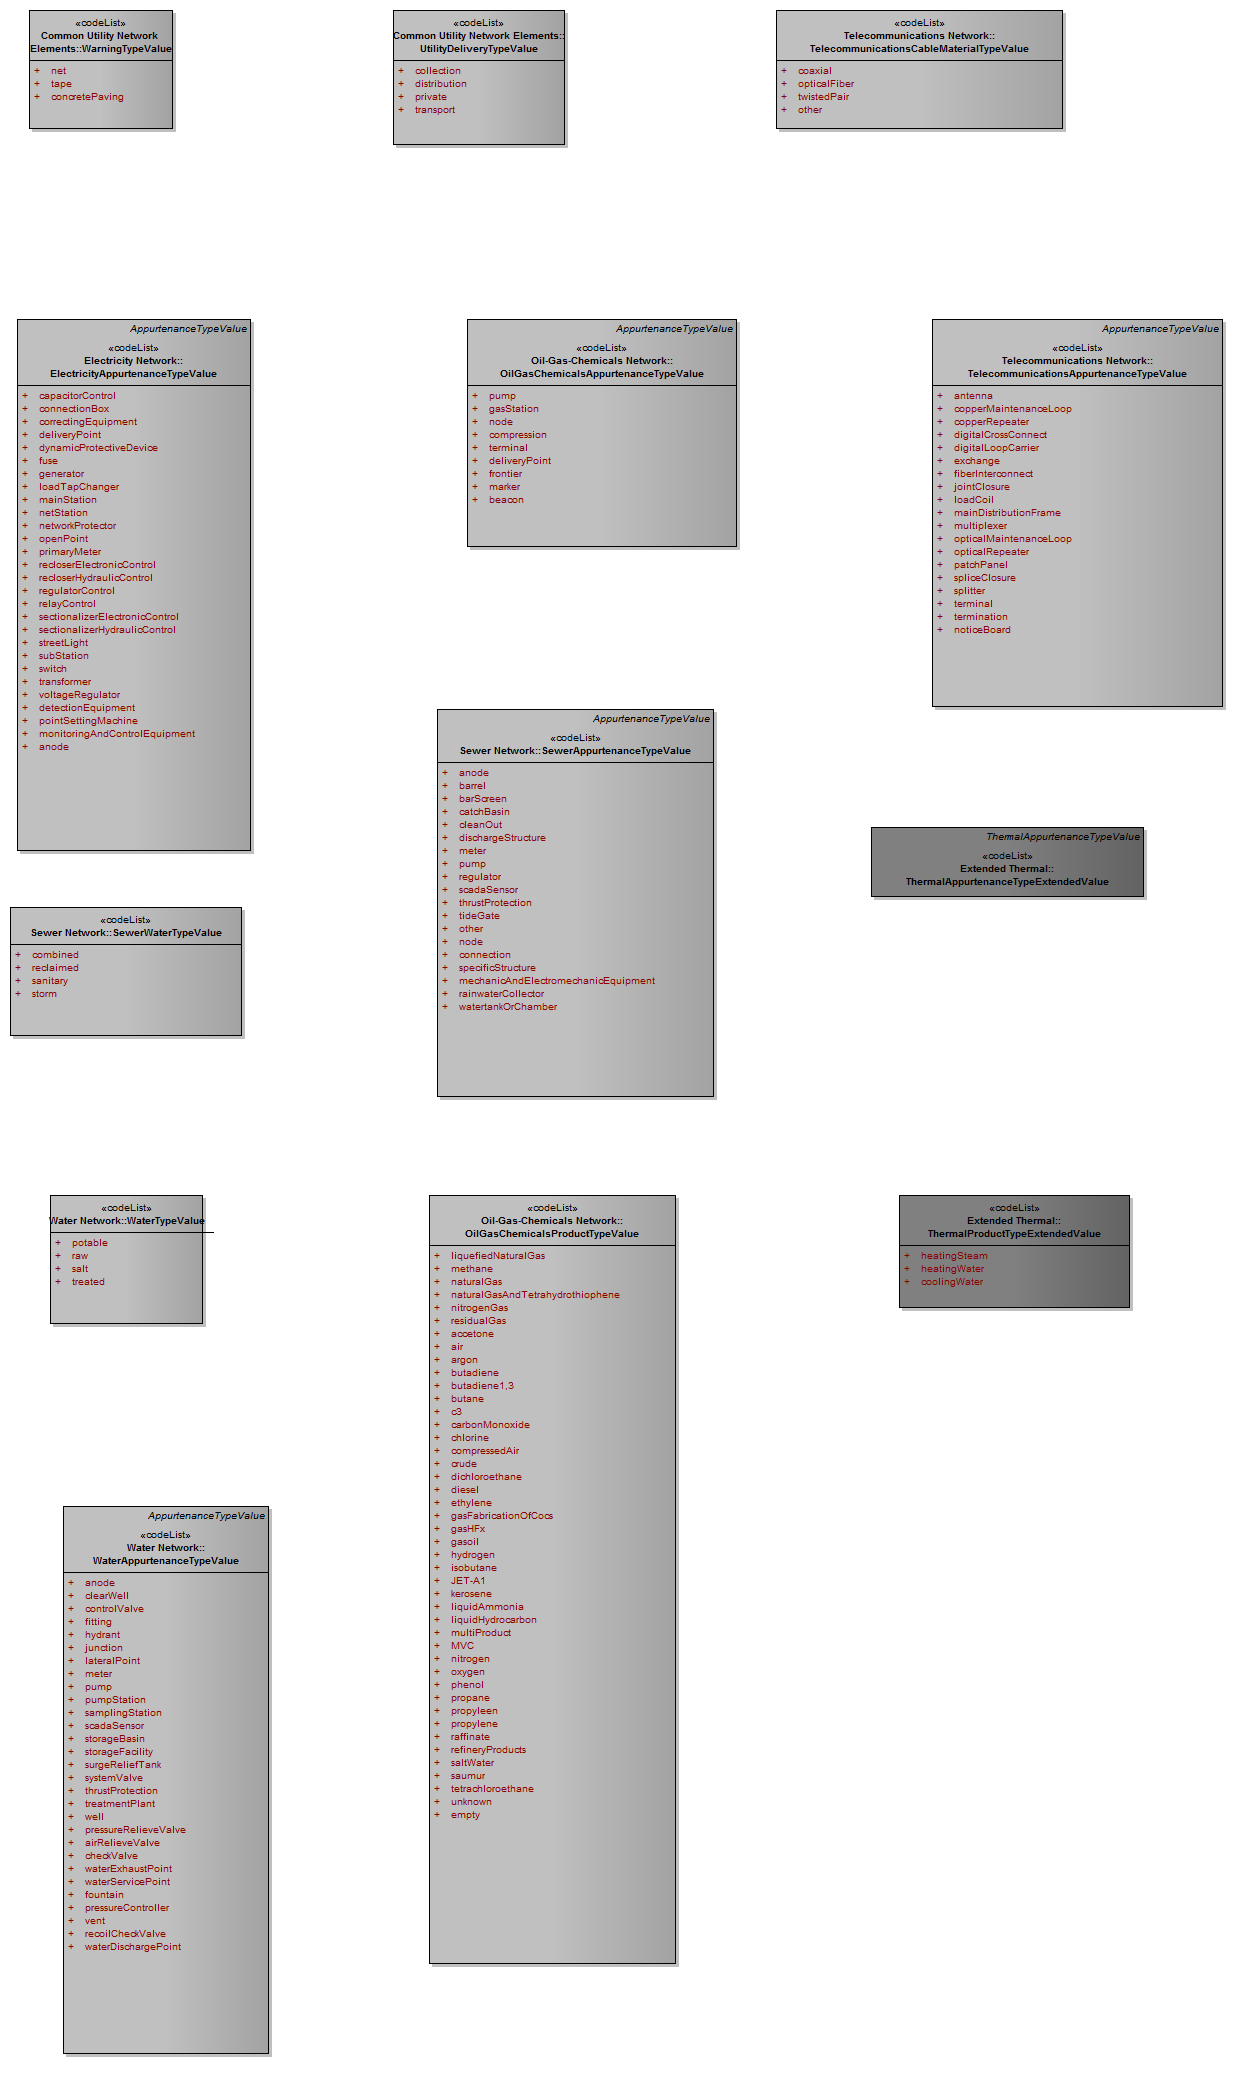 «codeList»
Common Utility Network
Elements::WarningTypeValue
+ net
+ tape
+ concretePaving
«codeList»
Common Utility Network Elements::
UtilityDeliveryTypeValue
+ collection
+ distribution
+ private
+ transport
«codeList»
Telecommunications Network::
TelecommunicationsCableMaterialTypeValue
+ coaxial
+ opticalFiber
+ twistedPair
+ other
AppurtenanceTypeValue
«codeList»
Electricity Network::
ElectricityAppurtenanceTypeValue
+ capacitorControl
+ connectionBox
+ correctingEquipment
+ deliveryPoint
+ dynamicProtectiveDevice
+ fuse
+ generator
+ loadTapChanger
+ mainStation
+ netStation
+ networkProtector
+ openPoint
+ primaryMeter
+ recloserElectronicControl
+ recloserHydraulicControl
+ regulatorControl
+ relayControl
+ sectionalizerElectronicControl
+ sectionalizerHydraulicControl
+ streetLight
+ subStation
+ switch
+ transformer
+ voltageRegulator
+ detectionEquipment
+ pointSettingMachine
+ monitoringAndControlEquipment
+ anode
AppurtenanceTypeValue
«codeList»
Oil-Gas-Chemicals Network::
OilGasChemicalsAppurtenanceTypeValue
+ pump
+ gasStation
+ node
+ compression
+ terminal
+ deliveryPoint
+ frontier
+ marker
+ beacon
AppurtenanceTypeValue
«codeList»
Telecommunications Network::
TelecommunicationsAppurtenanceTypeValue
+ antenna
+ copperMaintenanceLoop
+ copperRepeater
+ digitalCrossConnect
+ digitalLoopCarrier
+ exchange
+ fiberInterconnect
+ jointClosure
+ loadCoil
+ mainDistributionFrame
+ multiplexer
+ opticalMaintenanceLoop
+ opticalRepeater
+ patchPanel
+ spliceClosure
+ splitter
+ terminal
+ termination
+ noticeBoard
AppurtenanceTypeValue
«codeList»
Sewer Network::SewerAppurtenanceTypeValue
+ anode
+ barrel
+ barScreen
+ catchBasin
+ cleanOut
+ dischargeStructure
+ meter
+ pump
+ regulator
+ scadaSensor
+ thrustProtection
+ tideGate
+ other
+ node
+ connection
+ specificStructure
+ mechanicAndElectromechanicEquipment
+ rainwaterCollector
+ watertankOrChamber
ThermalAppurtenanceTypeValue
«codeList»
Extended Thermal::
ThermalAppurtenanceTypeExtendedValue
«codeList»
Sewer Network::SewerWaterTypeValue
+ combined
+ reclaimed
+ sanitary
+ storm
«codeList»
Water Network::WaterTypeValue
+ potable
+ raw
+ salt
+ treated
«codeList»
Oil-Gas-Chemicals Network::
OilGasChemicalsProductTypeValue
+ liquefiedNaturalGas
+ methane
+ naturalGas
+ naturalGasAndTetrahydrothiophene
+ nitrogenGas
+ residualGas
+ accetone
+ air
+ argon
+ butadiene
+ butadiene1,3
+ butane
+ c3
+ carbonMonoxide
+ chlorine
+ compressedAir
+ crude
+ dichloroethane
+ diesel
+ ethylene
+ gasFabricationOfCocs
+ gasHFx
+ gasoil
+ hydrogen
+ isobutane
+ JET-A1
+ kerosene
+ liquidAmmonia
+ liquidHydrocarbon
+ multiProduct
+ MVC
+ nitrogen
+ oxygen
+ phenol
+ propane
+ propyleen
+ propylene
+ raffinate
+ refineryProducts
+ saltWater
+ saumur
+ tetrachloroethane
+ unknown
+ empty
«codeList»
Extended Thermal::
ThermalProductTypeExtendedValue
+ heatingSteam
+ heatingWater
+ coolingWater
AppurtenanceTypeValue
«codeList»
Water Network::
WaterAppurtenanceTypeValue
+ anode
+ clearWell
+ controlValve
+ fitting
+ hydrant
+ junction
+ lateralPoint
+ meter
+ pump
+ pumpStation
+ samplingStation
+ scadaSensor
+ storageBasin
+ storageFacility
+ surgeReliefTank
+ systemValve
+ thrustProtection
+ treatmentPlant
+ well
+ pressureRelieveValve
+ airRelieveValve
+ checkValve
+ waterExhaustPoint
+ waterServicePoint
+ fountain
+ pressureController
+ vent
+ recoilCheckValve
+ waterDischargePoint